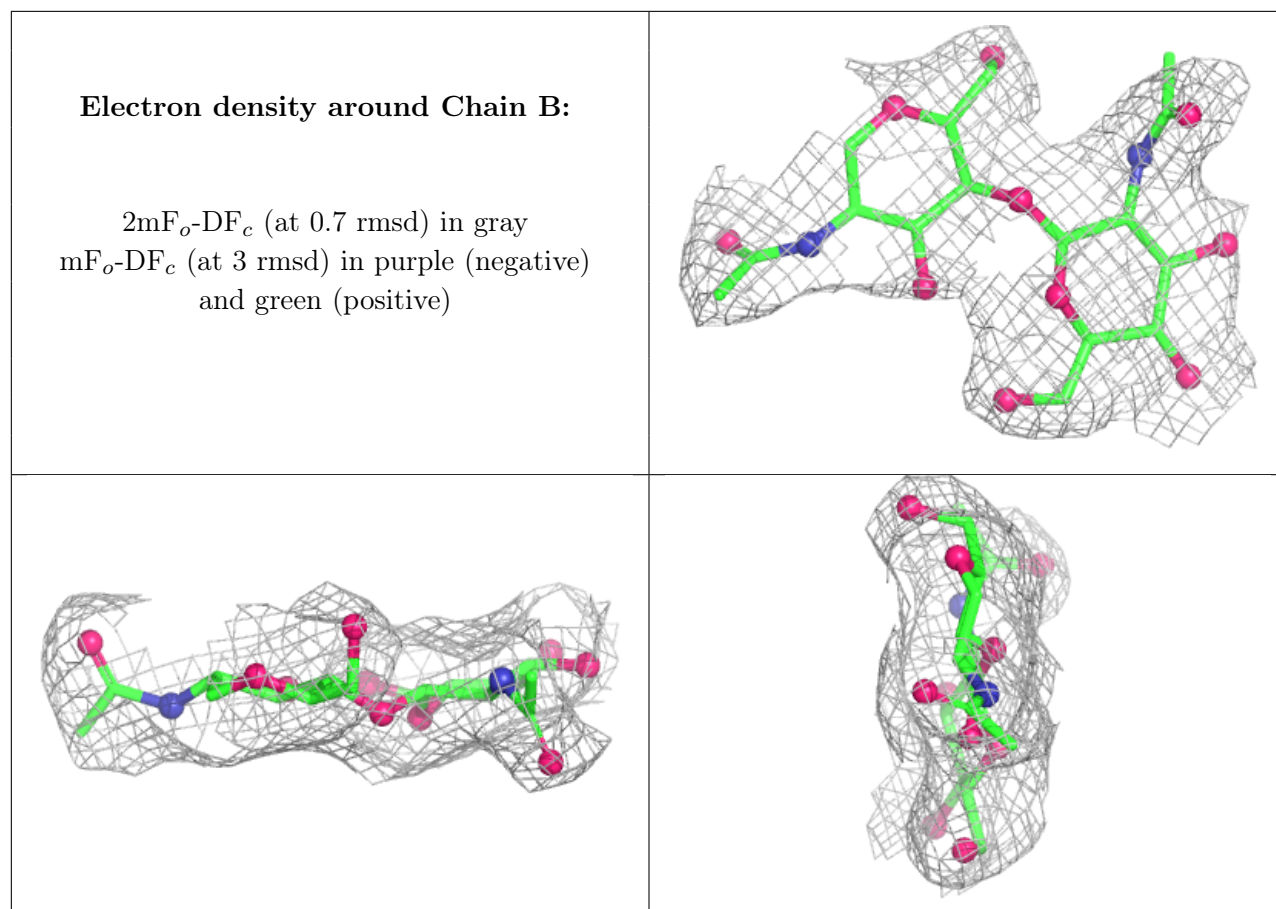 Electron density around Chain B:
2mFo-DFc (at 0.7 rmsd) in gray
mFo-DFc (at 3 rmsd) in purple (negative)
and green (positive)